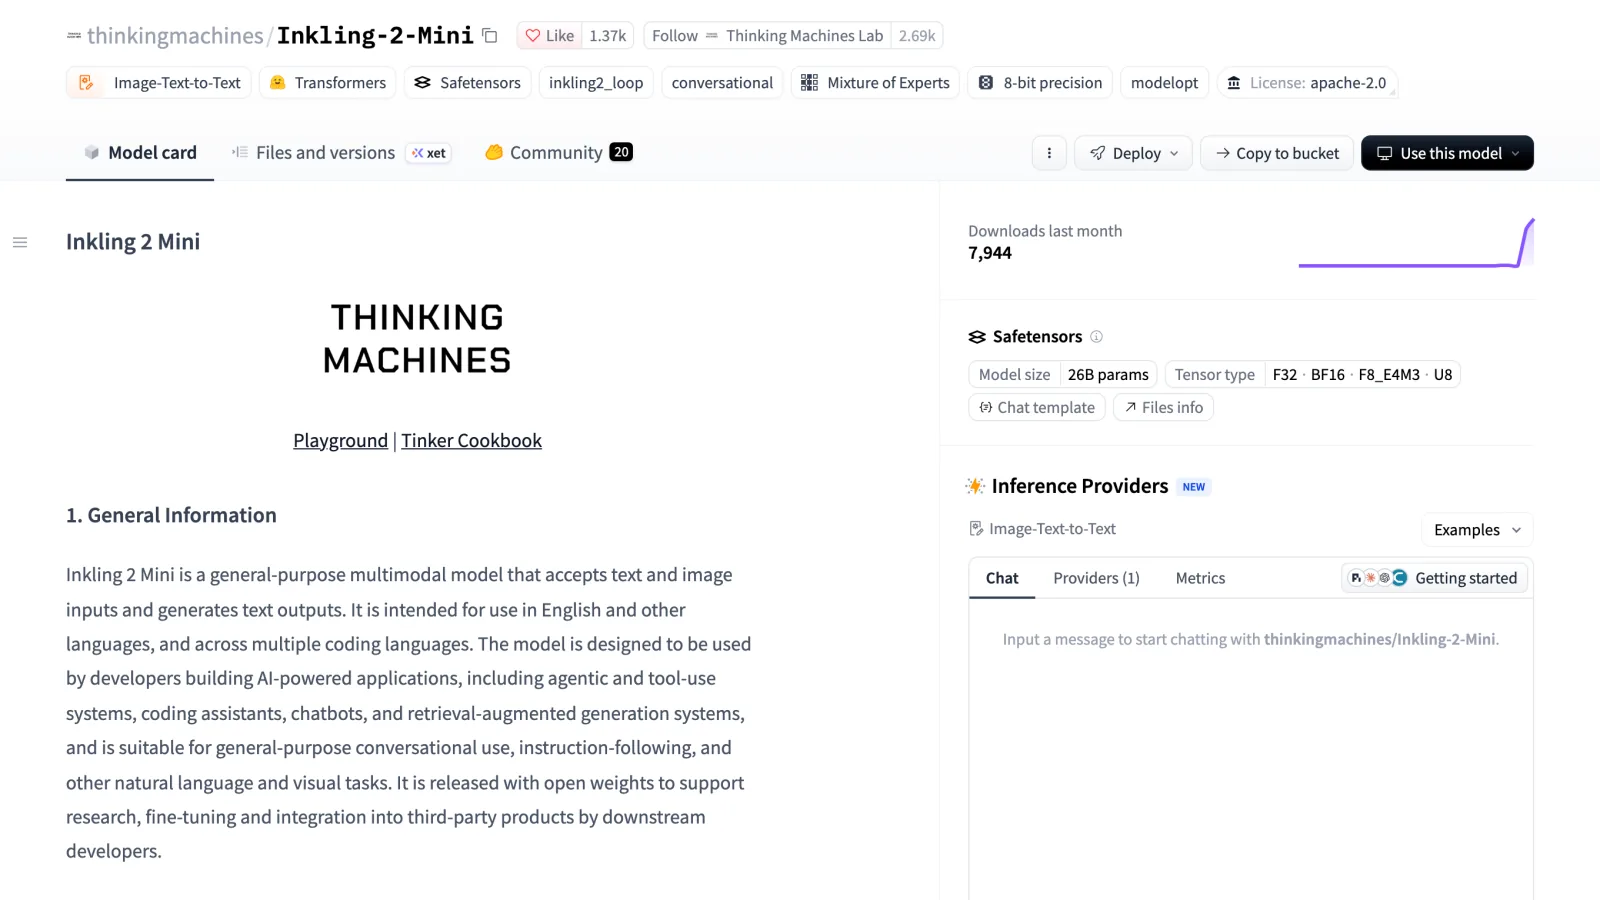 thinkingmachines/Inkling-2-Mini
Like 1.37k
Follow Thinking Machines Lab 2.69k
Image-Text-to-Text
Transformers
Safetensors
inkling2_loop
conversational
Mixture of Experts
8-bit precision
modelopt
License: apache-2.0
Model card
Files and versions
xet
Community 20
Deploy
Copy to bucket
Use this model
Inkling 2 Mini
THINKING
MACHINES
Playground | Tinker Cookbook
1. General Information
Inkling 2 Mini is a general-purpose multimodal model that accepts text and image
inputs and generates text outputs. It is intended for use in English and other
languages, and across multiple coding languages. The model is designed to be used
by developers building AI-powered applications, including agentic and tool-use
systems, coding assistants, chatbots, and retrieval-augmented generation systems,
and is suitable for general-purpose conversational use, instruction-following, and
other natural language and visual tasks. It is released with open weights to support
research, fine-tuning and integration into third-party products by downstream
developers.
Downloads last month
7,944
Safetensors
Model size 26B params
Tensor type F32 · BF16 · F8_E4M3 · U8
Chat template
Files info
Inference Providers NEW
Image-Text-to-Text
Examples
Chat
Providers (1)
Metrics
Getting started
Input a message to start chatting with thinkingmachines/Inkling-2-Mini.